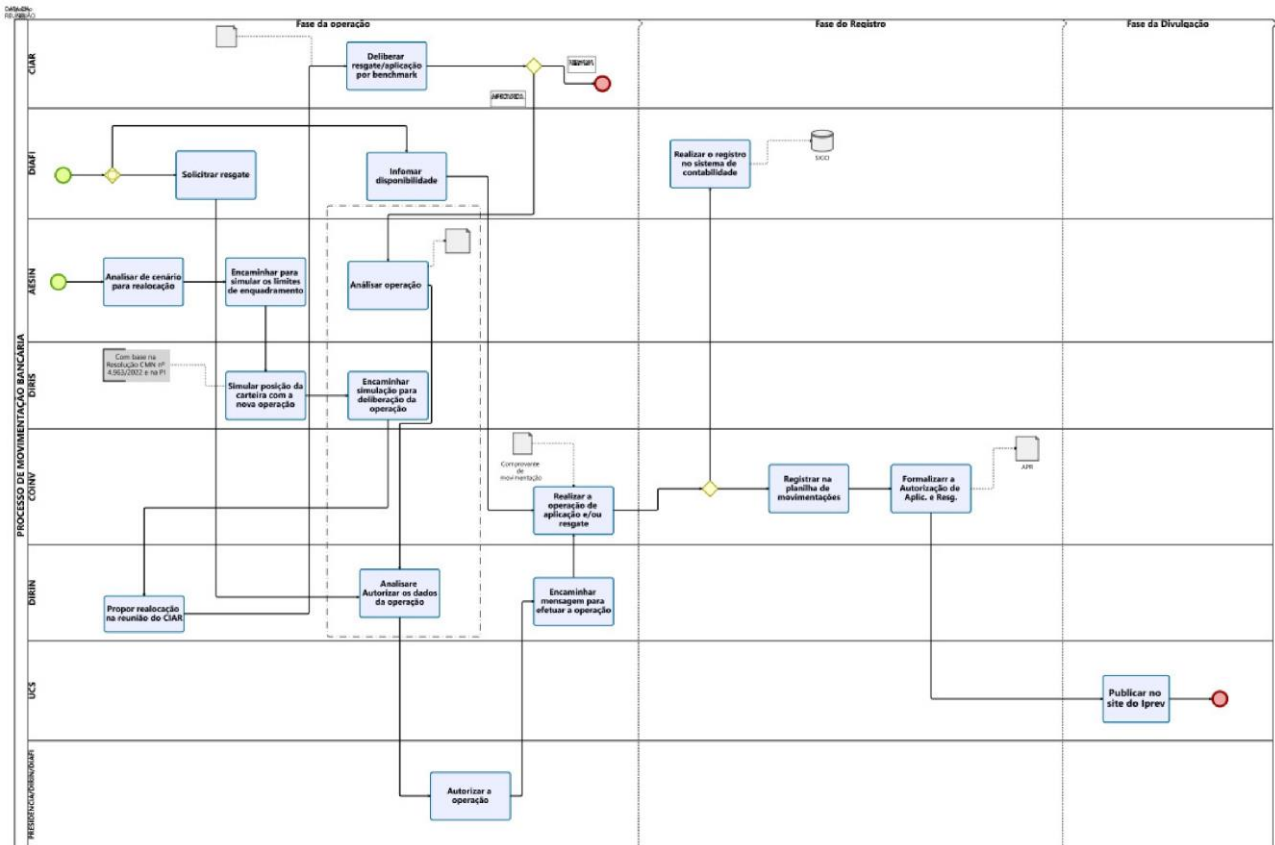 Fase da operação
Fase do Registro
Fase da Divulgação
PROCESSO DE MOVIMENTAÇÃO BANCÁRIA
CIAR
Deliberar
resgate/aplicação
por benchmark
DIAFI
Solicitrar resgate
Infomar
disponibilidade
Realizar o registro
no sistema de
contabilidade
AESIN
Analisar de cenário
para realocação
Encaminhar para
simular os limites
de enquadramento
Análisar operação
DIRIS
Com base na
Resolução CMN nº
4.963/2022 e na PI
Simular posição da
carteira com a
nova operação
Encaminhar
simulação para
deliberação da
operação
COINV
Comprovante
de
movimentação
Realizar a
operação de
aplicação e/ou
resgate
Registrar na
planilha de
movimentações
Formalizarr a
Autorização de
Aplic. e Resg.
APR
DIRIN
Propor realocação
na reunião do CIAR
Analisare
Autorizar os dados
da operação
Encaminhar
mensagem para
efetuar a operação
UCS
Publicar no
site do Iprev
PRESIDENCIA/DIRIN/DIAFI
Autorizar a
operação